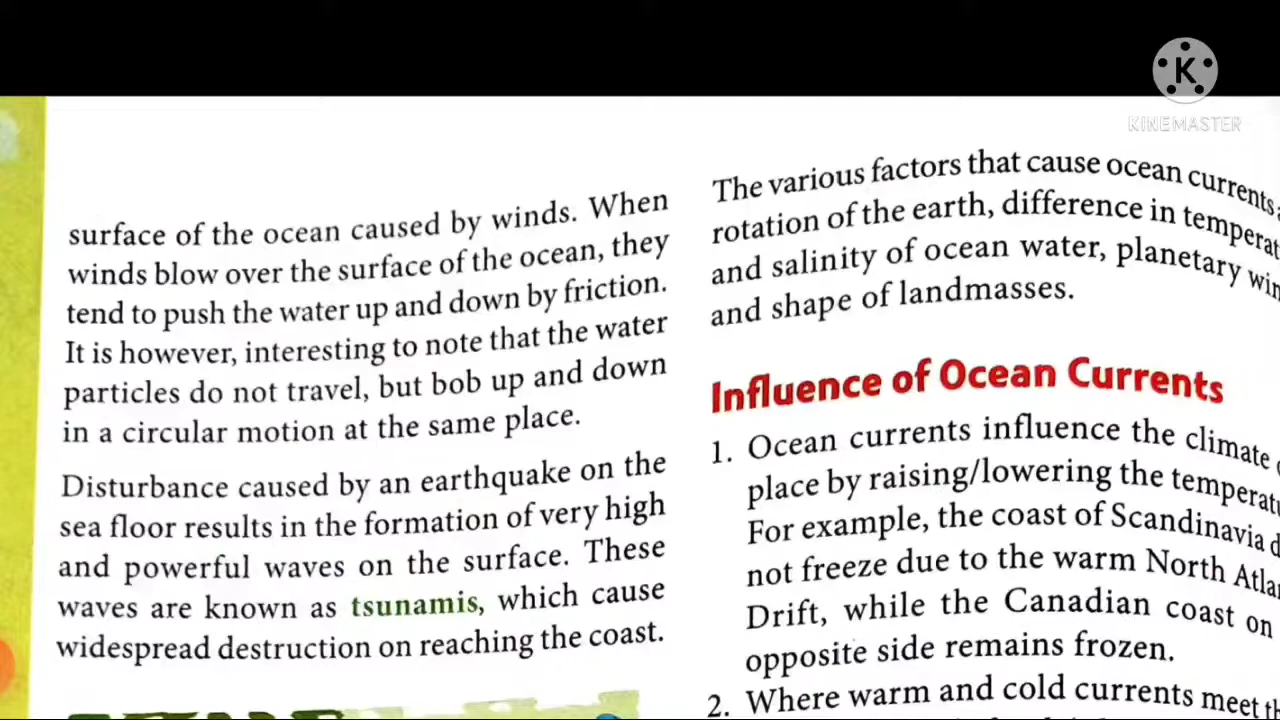 KINEMASTER
surface of the ocean caused by winds. When
winds blow over the surface of the ocean, they
tend to push the water up and down by friction.
It is however, interesting to note that the water
particles do not travel, but bob up and down
in a circular motion at the same place.
Disturbance caused by an earthquake on the
sea floor results in the formation of very high
and powerful waves on the surface. These
waves are known as tsunamis, which cause
widespread destruction on reaching the coast.
The various factors that cause ocean currents
rotation of the earth, difference in
and salinity of ocean water, planetary
and shape of landmasses.
Influence of Ocean Currents
1. Ocean currents influence the climate
place by raising/lowering the
For example, the coast of Scandinavia
not freeze due to the warm North
Drift, while the Canadian coast on
opposite side remains frozen.
2. Where warm and cold currents meet